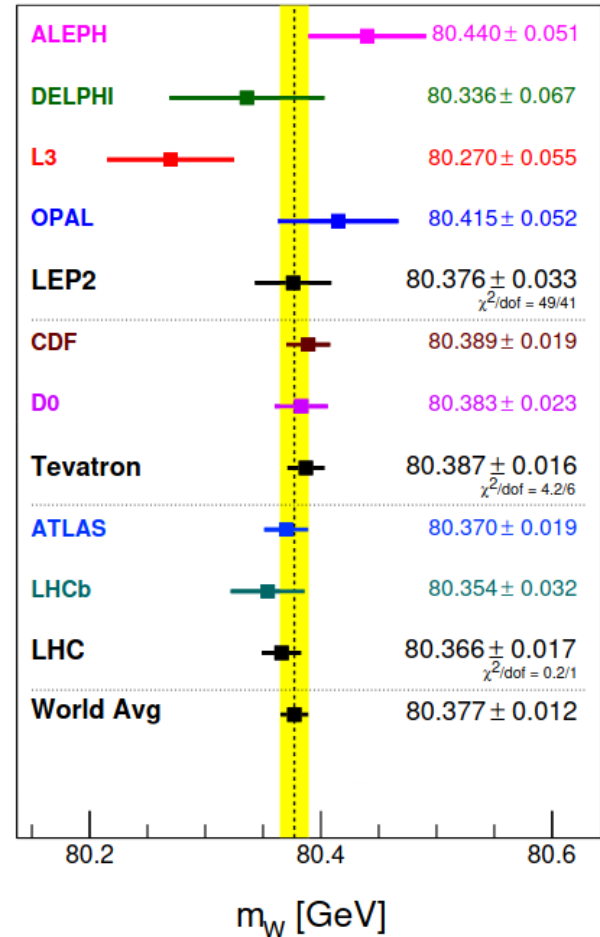 ALEPH 80.440 ± 0.051
DELPHI 80.336 ± 0.067
L3 80.270 ± 0.055
OPAL 80.415 ± 0.052
LEP2 80.376 ± 0.033
χ²/dof = 49/41
CDF 80.389 ± 0.019
D0 80.383 ± 0.023
Tevatron 80.387 ± 0.016
χ²/dof = 4.2/6
ATLAS 80.370 ± 0.019
LHCb 80.354 ± 0.032
LHC 80.366 ± 0.017
χ²/dof = 0.2/1
World Avg 80.377 ± 0.012
80.2 80.4 80.6
m_W [GeV]